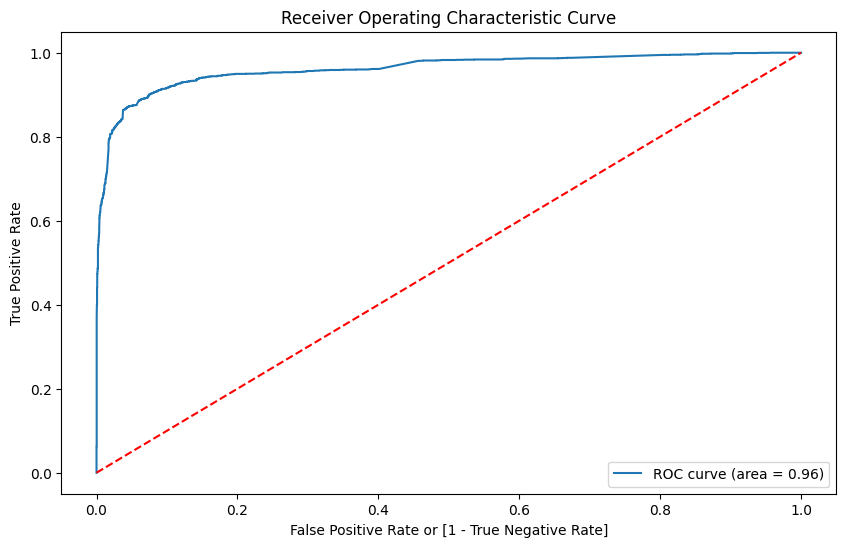 Receiver Operating Characteristic Curve
1.0
0.8
0.6
0.4
0.2
0.0
True Positive Rate
ROC curve (area = 0.96)
0.0 0.2 0.4 0.6 0.8 1.0
False Positive Rate or [1 - True Negative Rate]